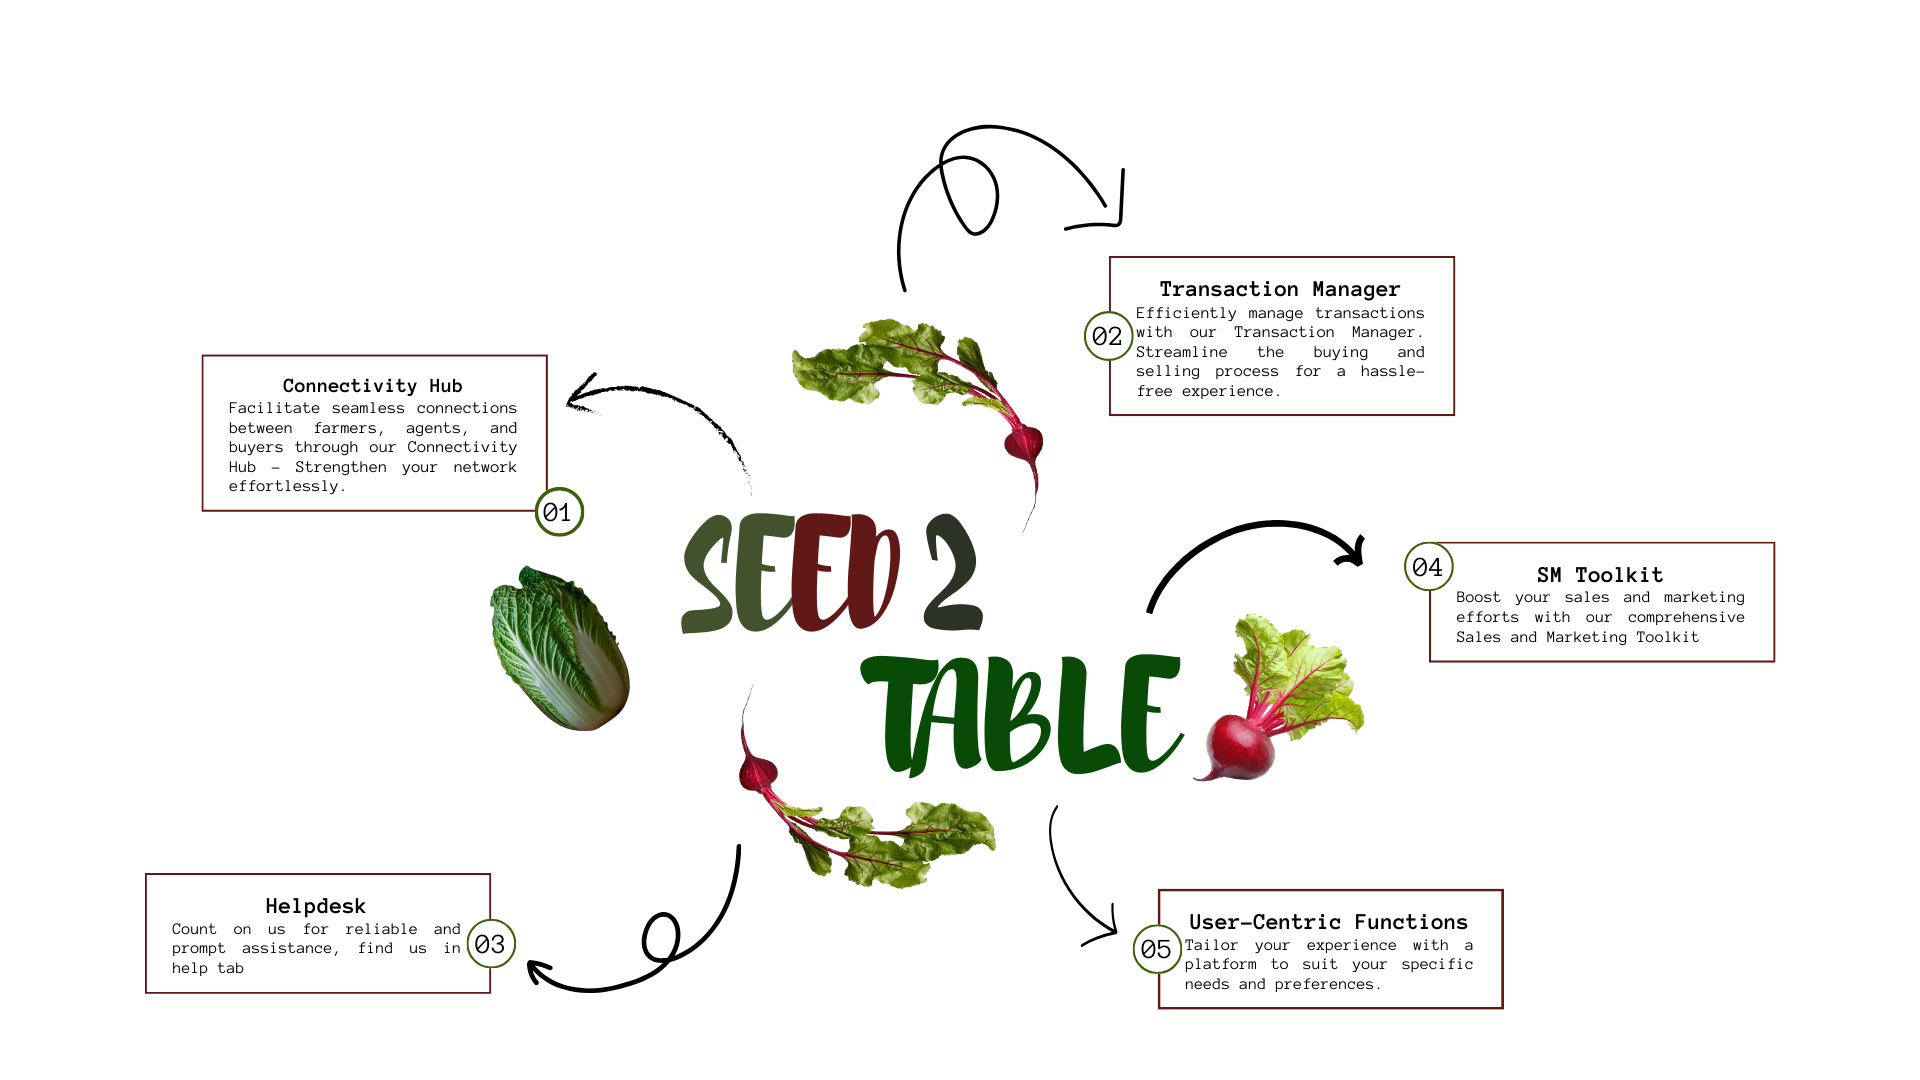 Transaction Manager
Efficiently manage transactions
with our Transaction Manager.
Streamline the buying and
selling process for a hassle-
free experience.
02
Connectivity Hub
Facilitate seamless connections
between farmers, agents, and
buyers through our Connectivity
Hub - Strengthen your network
effortlessly.
01
SEED 2
TABLE
04
SM Toolkit
Boost your sales and marketing
efforts with our comprehensive
Sales and Marketing Toolkit
Helpdesk
Count on us for reliable and
prompt assistance, find us in
help tab
03
User-Centric Functions
05
Tailor your experience with a
platform to suit your specific
needs and preferences.